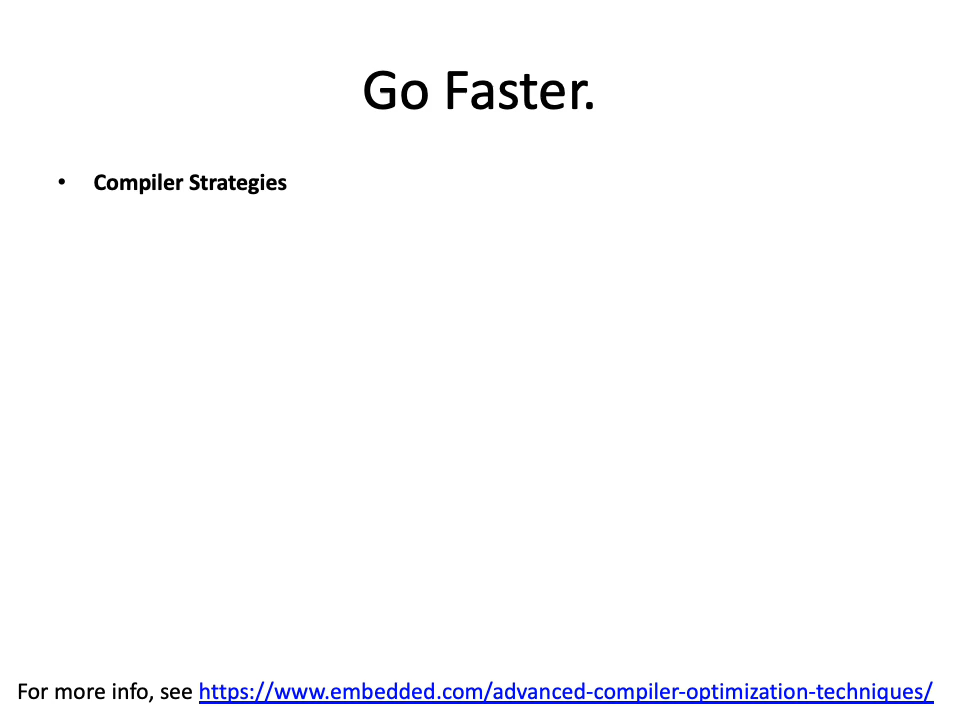 Go Faster.
• Compiler Strategies
For more info, see https://www.embedded.com/advanced-compiler-optimization-techniques/